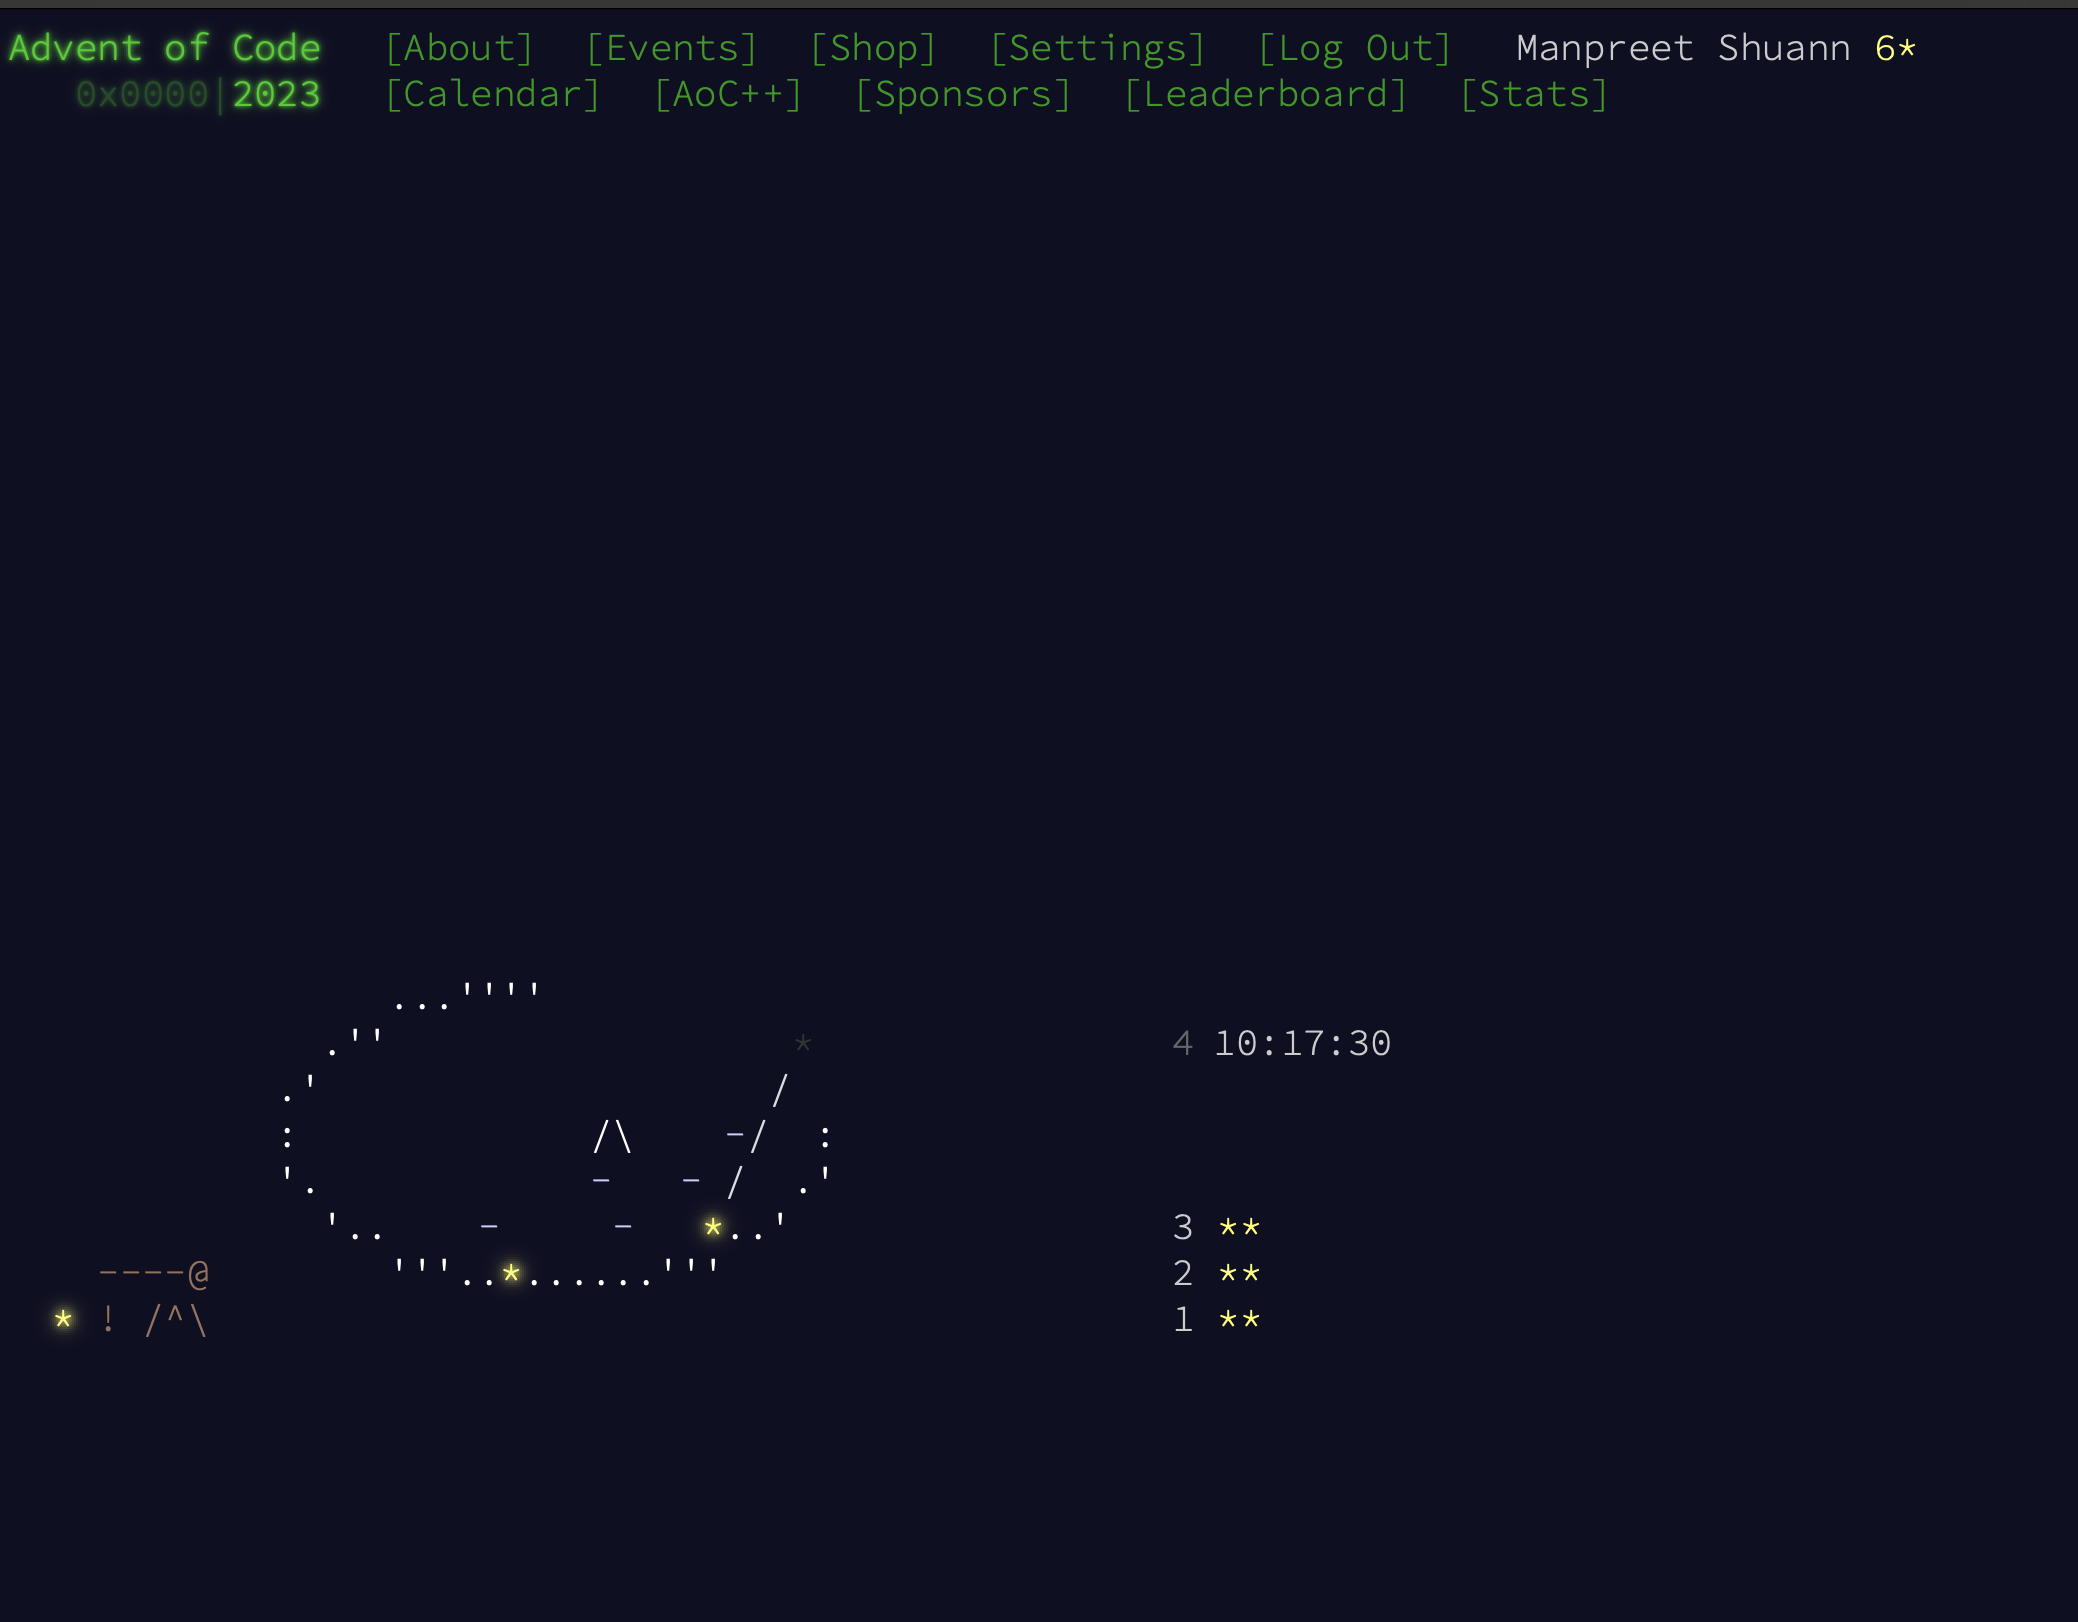 Advent of Code [About] [Events] [Shop] [Settings] [Log Out] Manpreet Shuann 6*
0x0000|2023 [Calendar] [AoC++] [Sponsors] [Leaderboard] [Stats]
...''''
.'' * 4 10:17:30
.' /
: /\ -/ :
'. - - / .'
'.. - - *..' 3 **
----@ '''..*......''' 2 **
* ! /^\ 1 **